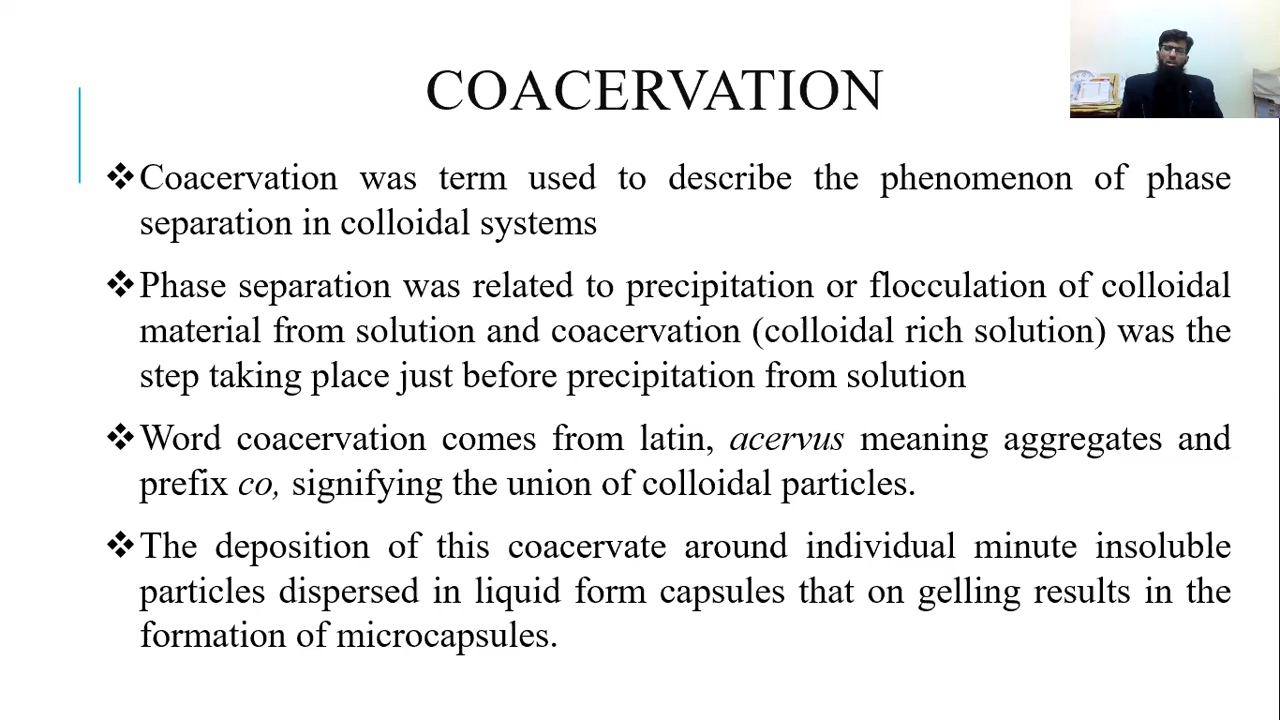 COACERVATION
❖Coacervation was term used to describe the phenomenon of phase
separation in colloidal systems
❖Phase separation was related to precipitation or flocculation of colloidal
material from solution and coacervation (colloidal rich solution) was the
step taking place just before precipitation from solution
❖Word coacervation comes from latin, acervus meaning aggregates and
prefix co, signifying the union of colloidal particles.
❖The deposition of this coacervate around individual minute insoluble
particles dispersed in liquid form capsules that on gelling results in the
formation of microcapsules.